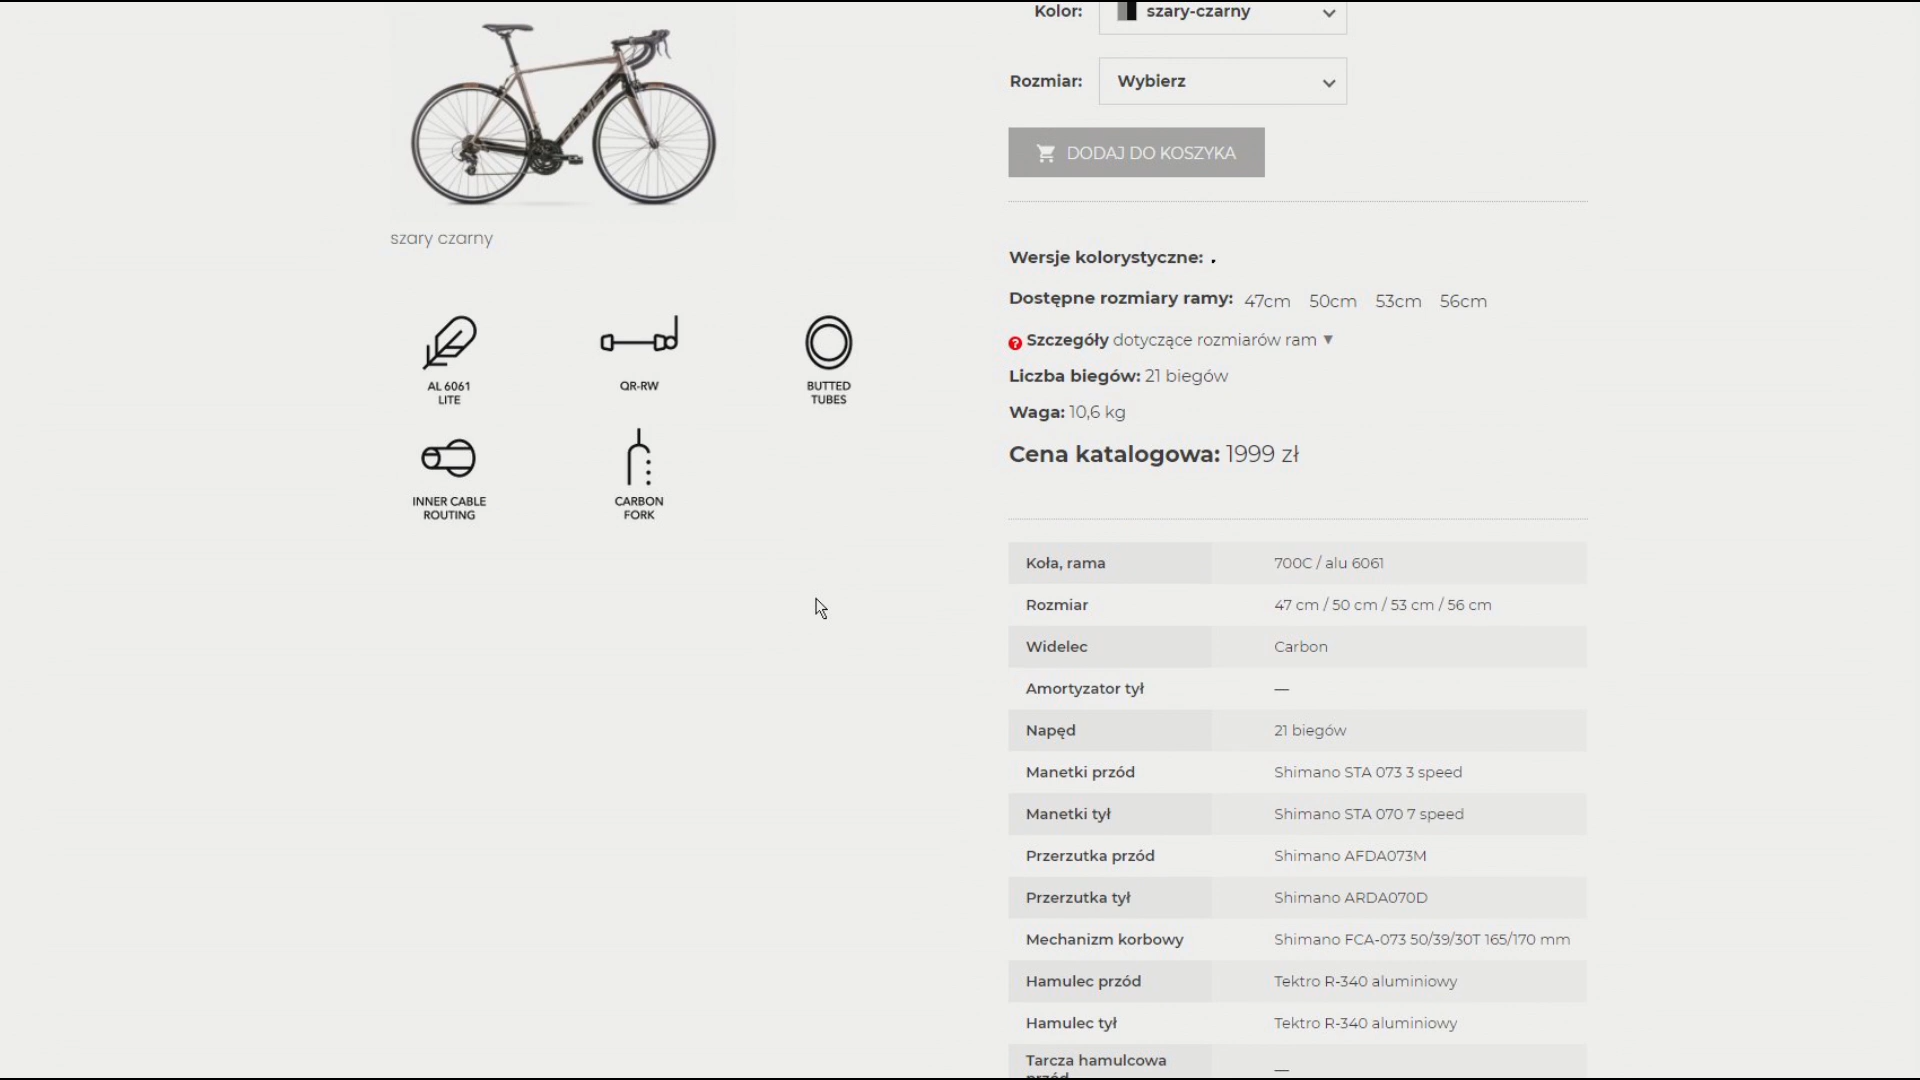 Kolor: szary-czarny
Rozmiar: Wybierz
DODAJ DO KOSZYKA
ROMET
szary czarny
AL 6061
LITE
QR-RW
BUTTED
TUBES
INNER CABLE
ROUTING
CARBON
FORK
Wersje kolorystyczne:
Dostępne rozmiary ramy: 47cm 50cm 53cm 56cm
? Szczegóły dotyczące rozmiarów ram ▼
Liczba biegów: 21 biegów
Waga: 10,6 kg
Cena katalogowa: 1999 zł
Koła, rama 700C / alu 6061
Rozmiar 47 cm / 50 cm / 53 cm / 56 cm
Widelec Carbon
Amortyzator tył —
Napęd 21 biegów
Manetki przód Shimano STA 073 3 speed
Manetki tył Shimano STA 070 7 speed
Przerzutka przód Shimano AFDA073M
Przerzutka tył Shimano ARDA070D
Mechanizm korbowy Shimano FCA-073 50/39/30T 165/170 mm
Hamulec przód Tektro R-340 aluminiowy
Hamulec tył Tektro R-340 aluminiowy
Tarcza hamulcowa —
przód